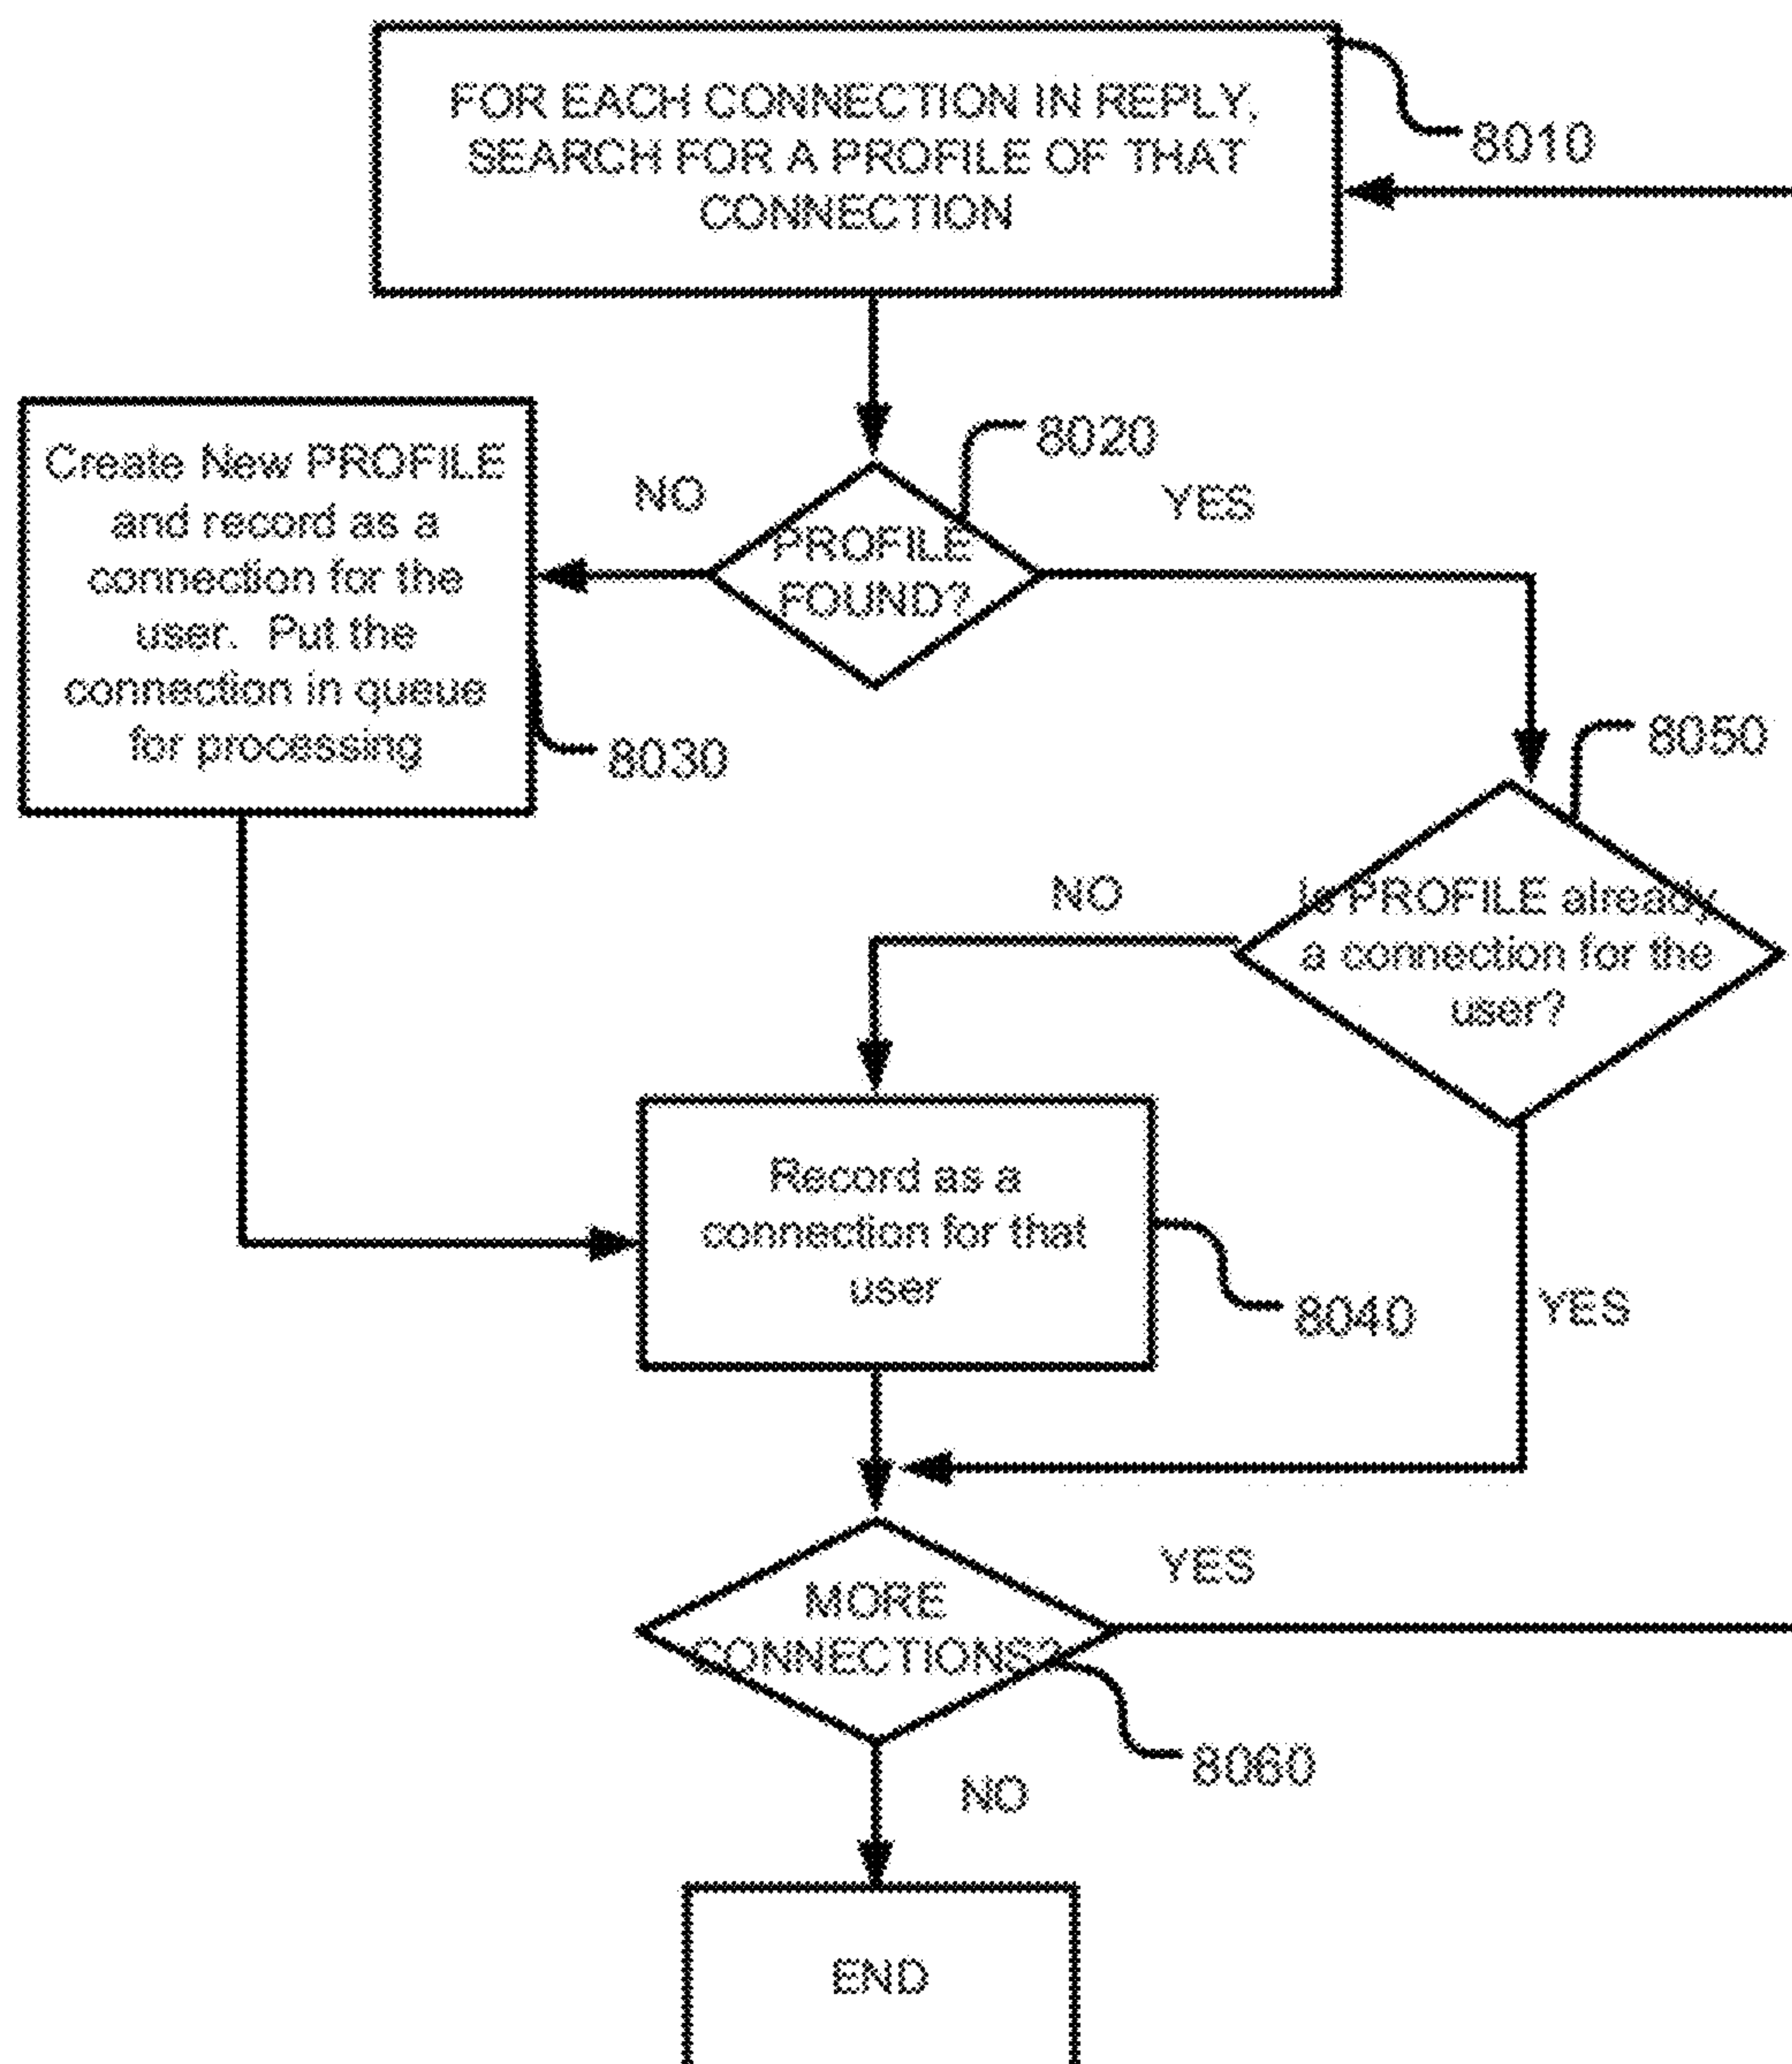 FOR EACH CONNECTION IN REPLY,
SEARCH FOR A PROFILE OF THAT
CONNECTION
8010
8020
NO
YES
PROFILE
FOUND?
Create New PROFILE
and record as a
connection for the
user. Put the
connection in queue
for processing
8030
8050
NO
is PROFILE already
a connection for the
user?
Record as a
connection for that
user
8040
YES
YES
MORE
CONNECTIONS?
8060
NO
END